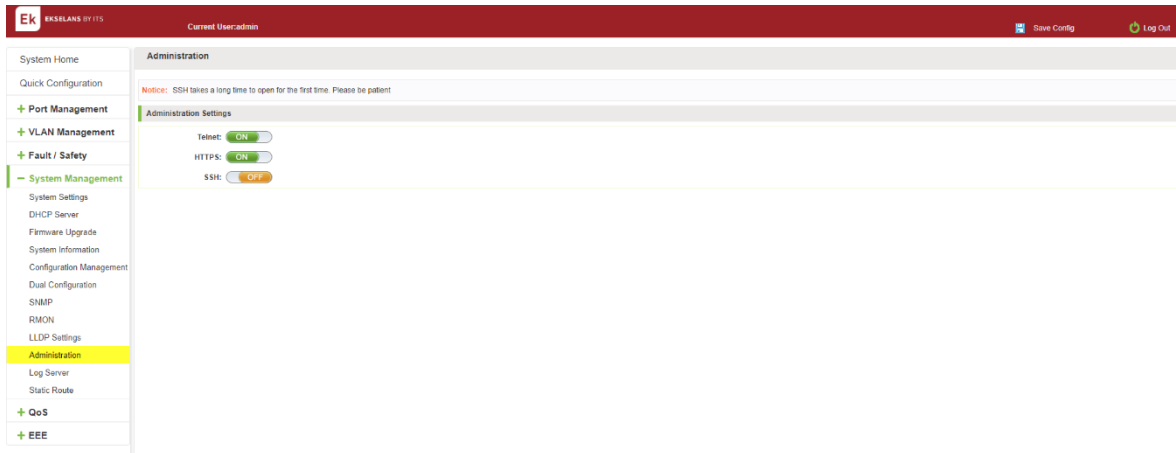 Ek EKSELANS BY ITS
Current User:admin
Save Config
Log Out
System Home
Quick Configuration
+ Port Management
+ VLAN Management
+ Fault / Safety
− System Management
System Settings
DHCP Server
Firmware Upgrade
System Information
Configuration Management
Dual Configuration
SNMP
RMON
LLDP Settings
Administration
Log Server
Static Route
+ QoS
+ EEE
Administration
Notice: SSH takes a long time to open for the first time. Please be patient
Administration Settings
Telnet: ON
HTTPS: ON
SSH: OFF